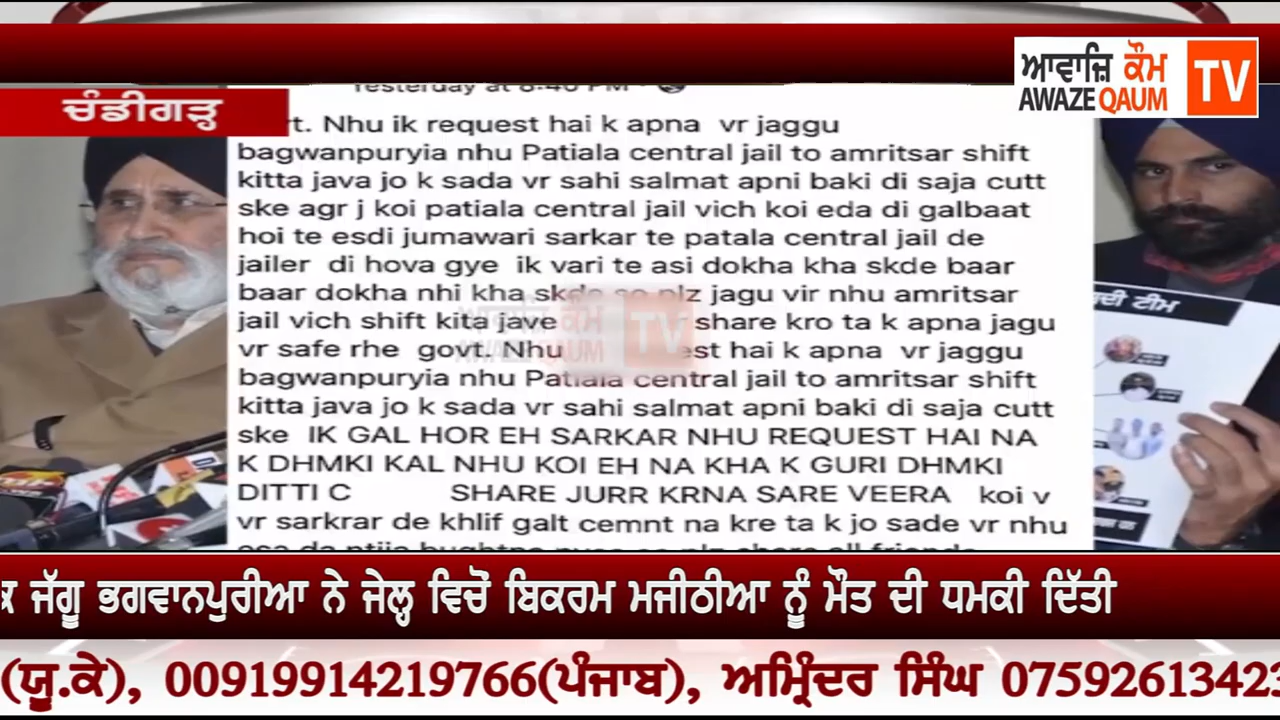 ਆਵਾਜ਼ਿ ਕੌਮ TV
AWAZE QAUM
ਚੰਡੀਗੜ੍ਹ
Yesterday at 8:46 PM
Nhu ik request hai k apna vr jaggu
bagwanpuryia nhu Patiala central jail to amritsar shift
kitta java jo k sada vr sahi salmat apni baki di saja cutt
ske agr j koi patiala central jail vich koi eda di galbaat
hoi te esdi jumawari sarkar te patala central jail de
jailer di hova gye ik vari te asi dokha kha skde baar
baar dokha nhi kha skde so plz jagu vir nhu amritsar
jail vich shift kita jave share kro ta k apna jagu
vr safe rhe govt. Nhu hai k apna vr jaggu
bagwanpuryia nhu Patiala central jail to amritsar shift
kitta java jo k sada vr sahi salmat apni baki di saja cutt
ske IK GAL HOR EH SARKAR NHU REQUEST HAI NA
K DHMKI KAL NHU KOI EH NA KHA K GURI DHMKI
DITTI C SHARE JURR KRNA SARE VEERA koi v
vr sarkrar de khlif galt cemnt na kre ta k jo sade vr nhu
ਦੀ ਟੀਮ
ਜੱਗੂ ਭਗਵਾਨਪੁਰੀਆ ਨੇ ਜੇਲ੍ਹ ਵਿਚੋਂ ਬਿਕਰਮ ਮਜੀਠੀਆ ਨੂੰ ਮੌਤ ਦੀ ਧਮਕੀ ਦਿੱਤੀ
(ਯੂ.ਕੇ), 00919914219766(ਪੰਜਾਬ), ਅਮ੍ਰਿੰਦਰ ਸਿੰਘ 07592613423